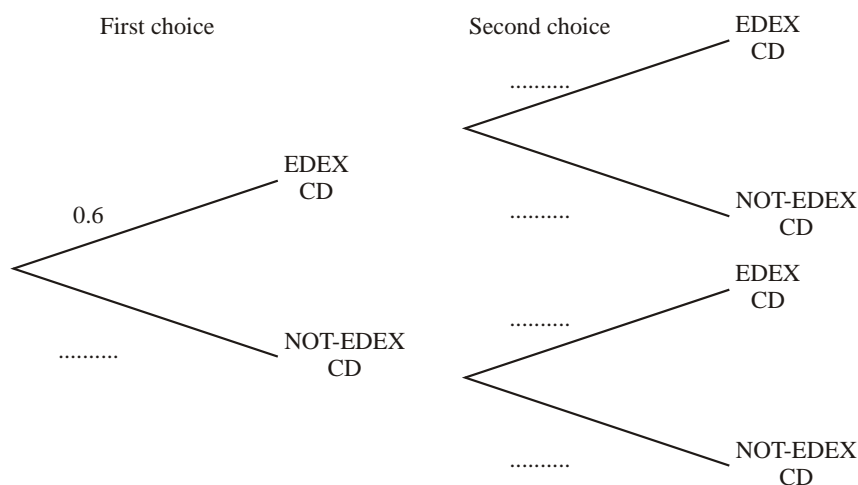 First choice
Second choice
EDEX
CD
..........
NOT-EDEX
CD
..........
EDEX
CD
0.6
NOT-EDEX
CD
..........
EDEX
CD
..........
NOT-EDEX
CD
..........